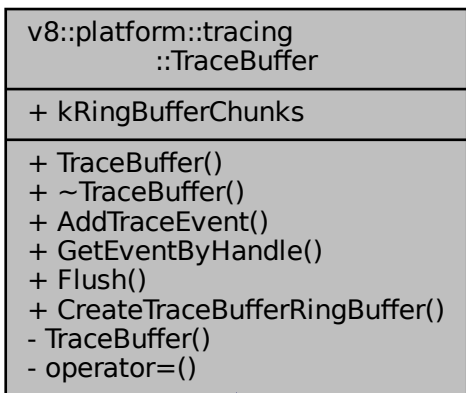 v8::platform::tracing
::TraceBuffer
+ kRingBufferChunks
+ TraceBuffer()
+ ~TraceBuffer()
+ AddTraceEvent()
+ GetEventByHandle()
+ Flush()
+ CreateTraceBufferRingBuffer()
- TraceBuffer()
- operator=()